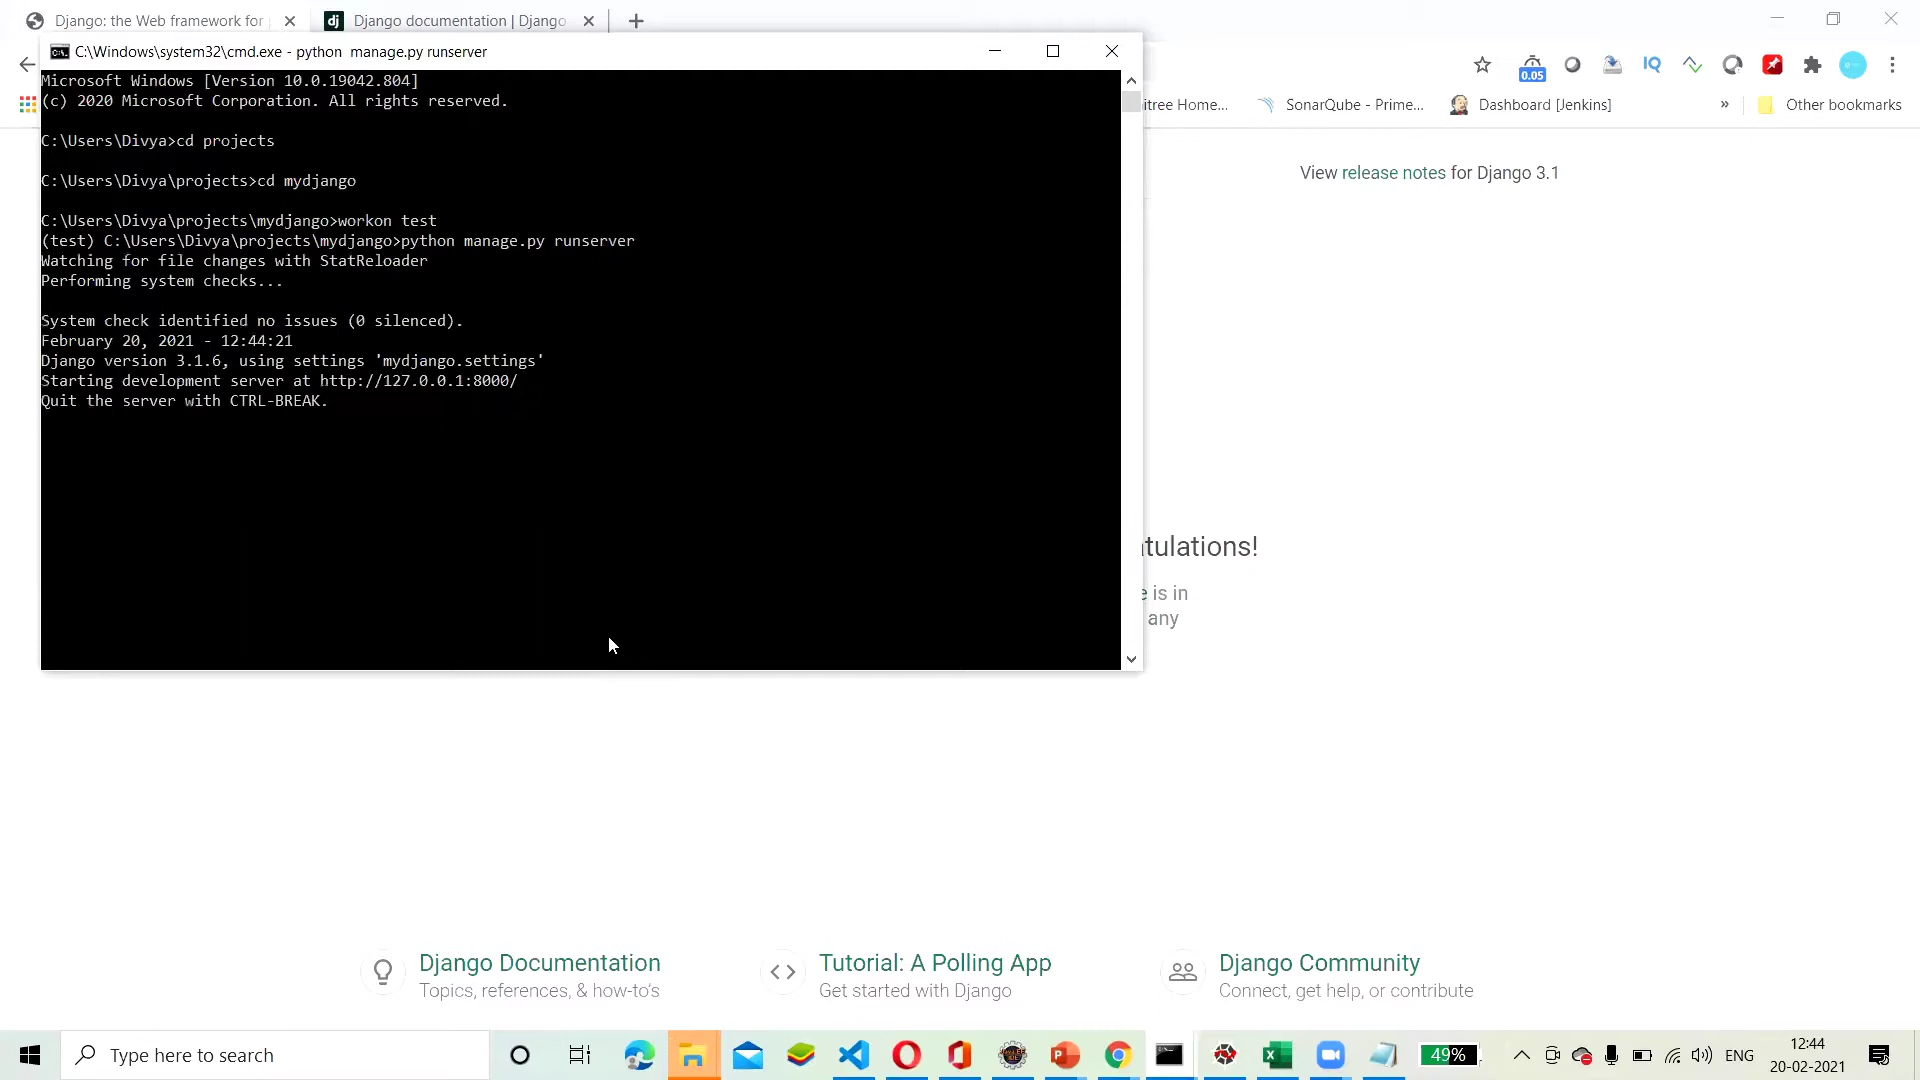 Django: the Web framework for
Django documentation | Django
C:\Windows\system32\cmd.exe - python  manage.py runserver
Microsoft Windows [Version 10.0.19042.804]
(c) 2020 Microsoft Corporation. All rights reserved.
C:\Users\Divya>cd projects
C:\Users\Divya\projects>cd mydjango
C:\Users\Divya\projects\mydjango>workon test
(test) C:\Users\Divya\projects\mydjango>python manage.py runserver
Watching for file changes with StatReloader
Performing system checks...
System check identified no issues (0 silenced).
February 20, 2021 - 12:44:21
Django version 3.1.6, using settings 'mydjango.settings'
Starting development server at http://127.0.0.1:8000/
Quit the server with CTRL-BREAK.
0.05
IQ
itree Home...
SonarQube - Prime...
Dashboard [Jenkins]
»
Other bookmarks
View release notes for Django 3.1
tulations!
e is in
any
Django Documentation
Topics, references, & how-to's
Tutorial: A Polling App
Get started with Django
Django Community
Connect, get help, or contribute
Type here to search
49%
ENG
12:44
20-02-2021